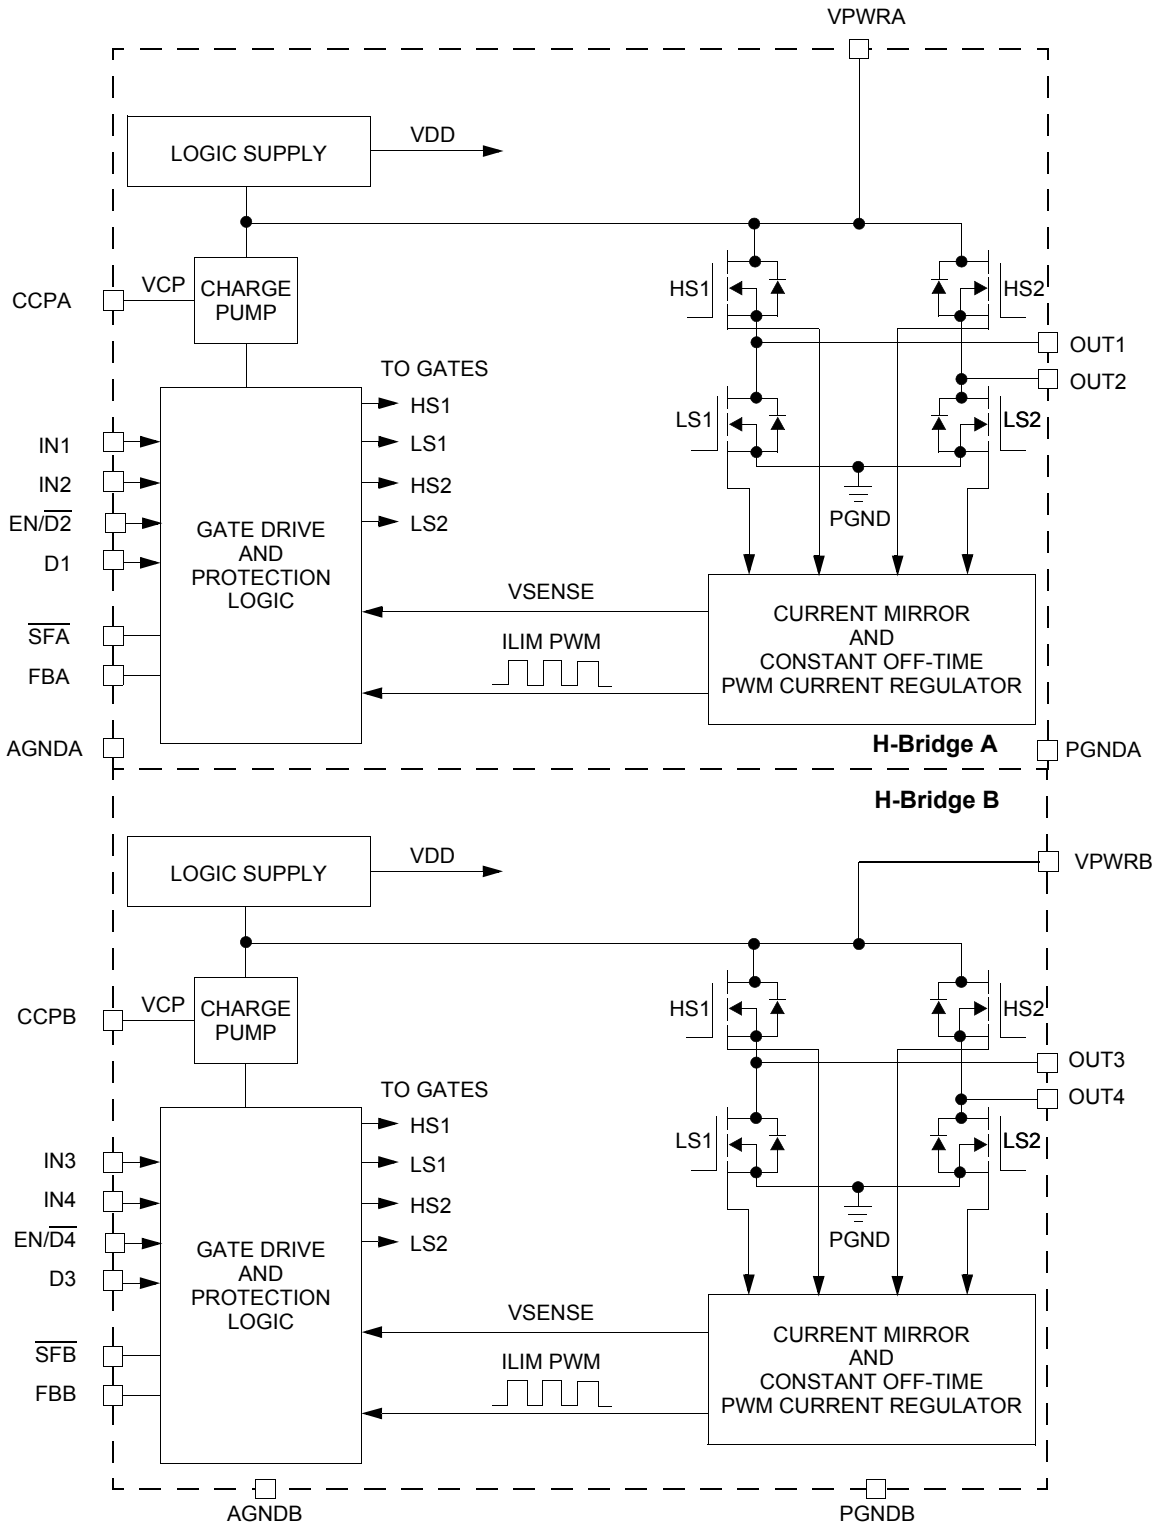 VPWRA
LOGIC SUPPLY
VDD
CCPA
VCP
CHARGE
PUMP
HS1
HS2
OUT1
OUT2
TO GATES
HS1
LS1
HS2
LS2
LS1
LS2
PGND
IN1
IN2
EN/D2
D1
SFA
FBA
AGNDA
GATE DRIVE
AND
PROTECTION
LOGIC
VSENSE
ILIM PWM
CURRENT MIRROR
AND
CONSTANT OFF-TIME
PWM CURRENT REGULATOR
H-Bridge A
PGNDA
H-Bridge B
LOGIC SUPPLY
VDD
VPWRB
CCPB
VCP
CHARGE
PUMP
HS1
HS2
OUT3
OUT4
TO GATES
HS1
LS1
HS2
LS2
LS1
LS2
PGND
IN3
IN4
EN/D4
D3
SFB
FBB
GATE DRIVE
AND
PROTECTION
LOGIC
VSENSE
ILIM PWM
CURRENT MIRROR
AND
CONSTANT OFF-TIME
PWM CURRENT REGULATOR
AGNDB
PGNDB